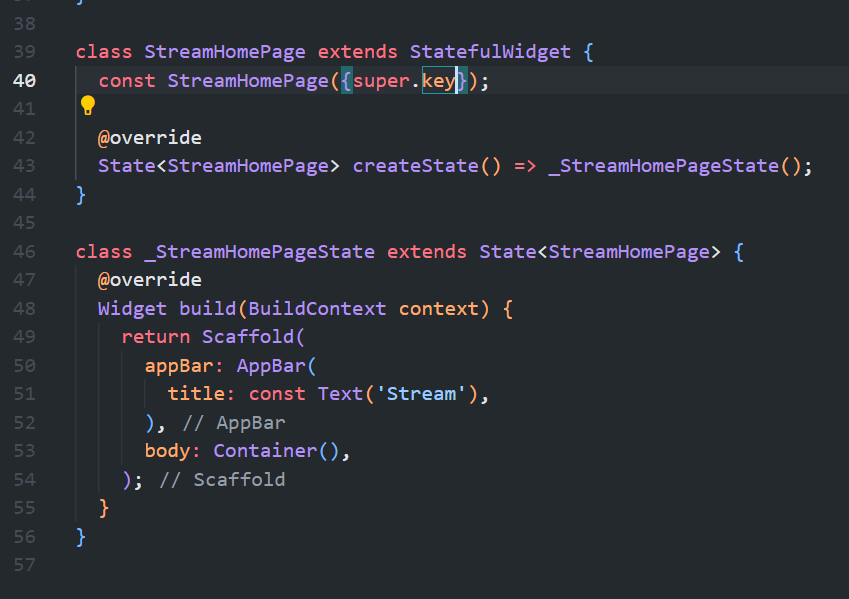 38
39 class StreamHomePage extends StatefulWidget {
40   const StreamHomePage({super.key});
41
42   @override
43   State<StreamHomePage> createState() => _StreamHomePageState();
44 }
45
46 class _StreamHomePageState extends State<StreamHomePage> {
47   @override
48   Widget build(BuildContext context) {
49     return Scaffold(
50       appBar: AppBar(
51         title: const Text('Stream'),
52       ), // AppBar
53       body: Container(),
54     ); // Scaffold
55   }
56 }
57